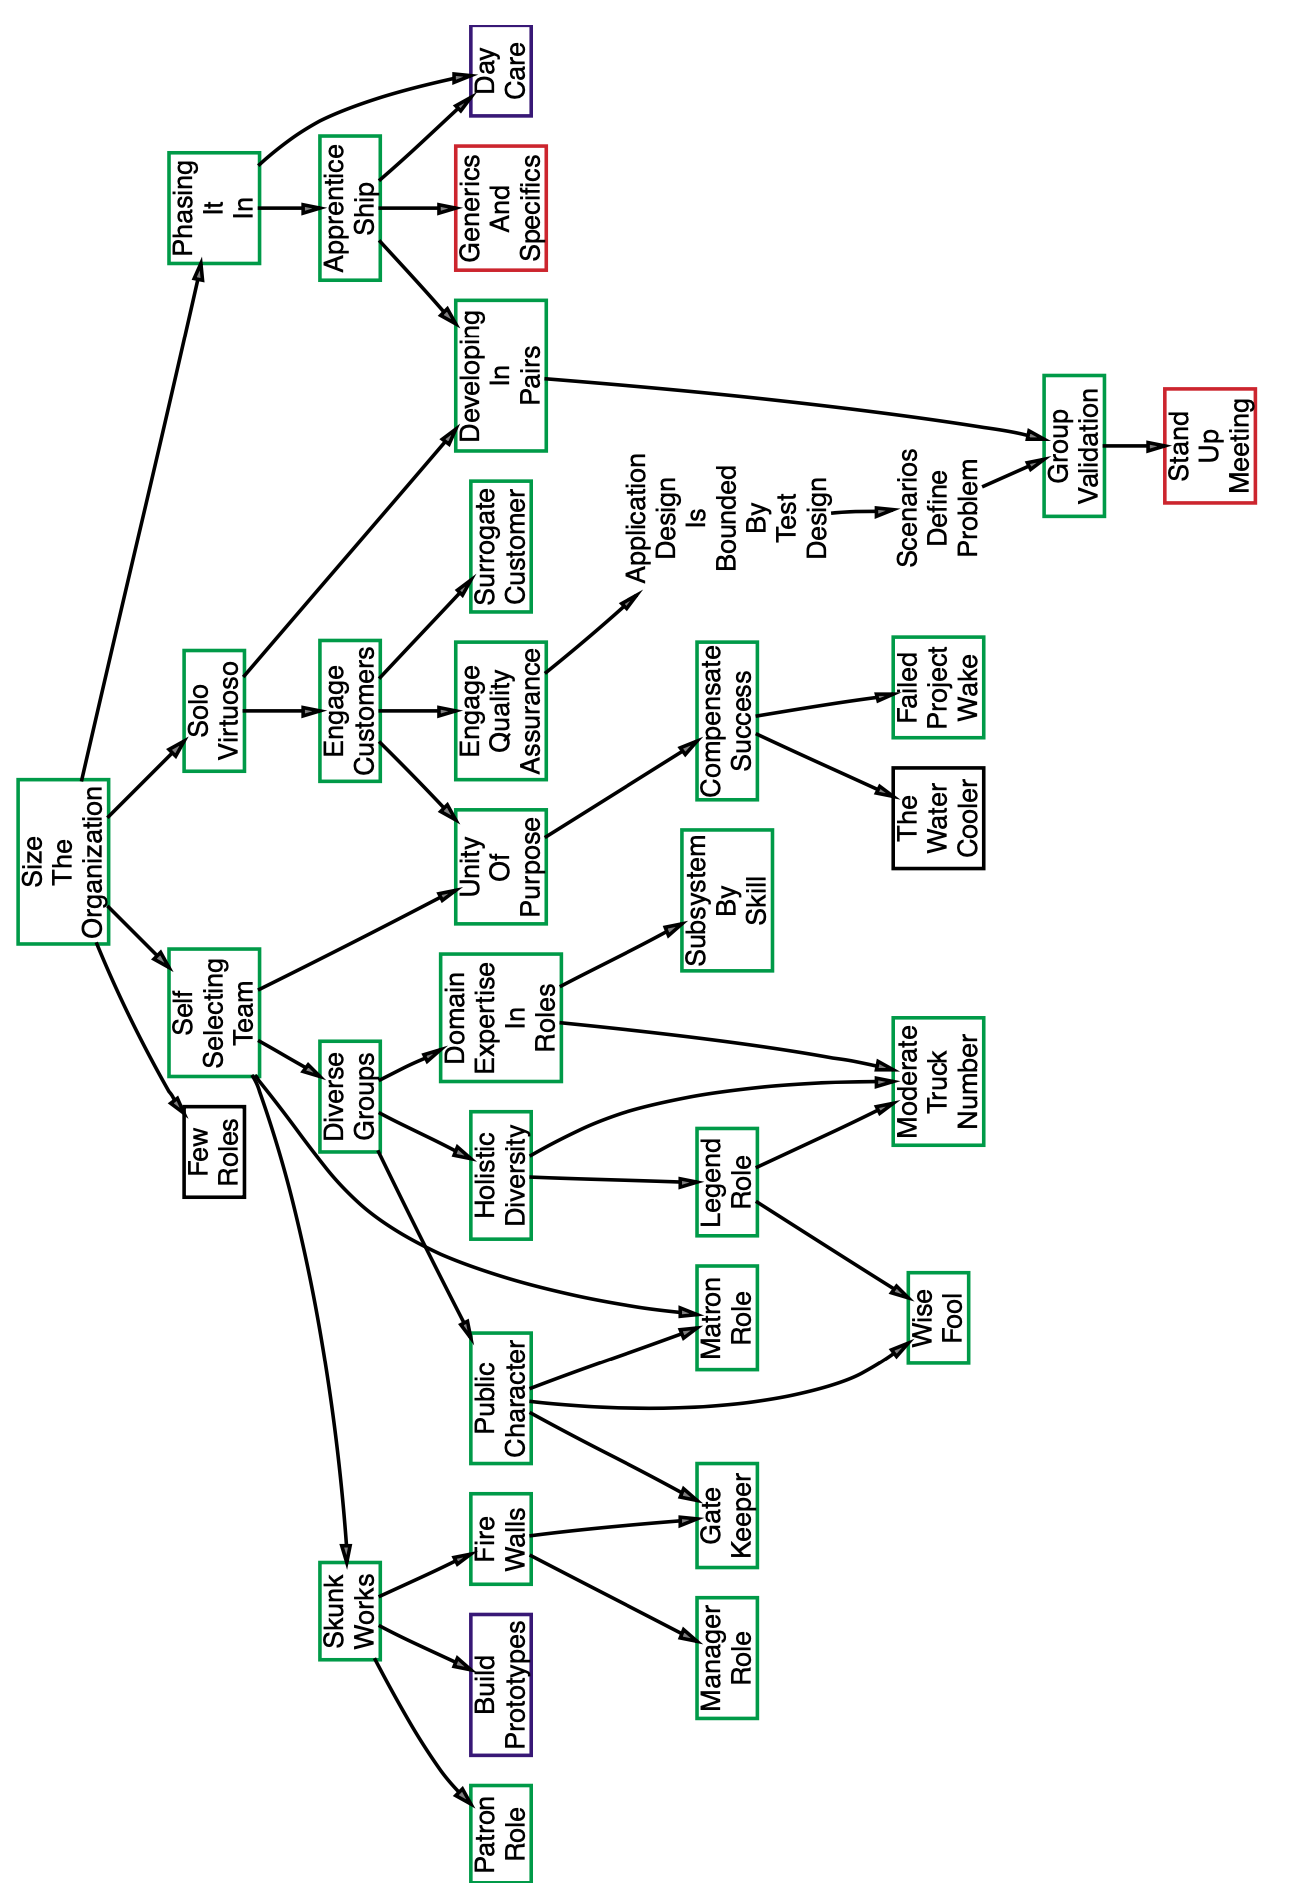 Size
The
Organization
Few
Roles
Self
Selecting
Team
Solo
Virtuoso
Phasing
It
In
Skunk
Works
Diverse
Groups
Engage
Customers
Apprentice
Ship
Patron
Role
Build
Prototypes
Fire
Walls
Public
Character
Holistic
Diversity
Domain
Expertise
In
Roles
Unity
Of
Purpose
Engage
Quality
Assurance
Surrogate
Customer
Developing
In
Pairs
Generics
And
Specifics
Day
Care
Application
Design
Is
Bounded
By
Test
Design
Manager
Role
Gate
Keeper
Matron
Role
Legend
Role
Subsystem
By
Skill
Compensate
Success
Wise
Fool
Moderate
Truck
Number
The
Water
Cooler
Failed
Project
Wake
Scenarios
Define
Problem
Group
Validation
Stand
Up
Meeting